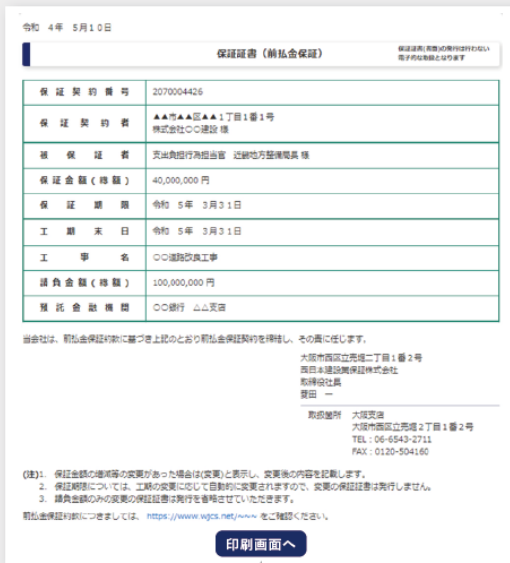 令和 4年 5月10日
保証証書（前払金保証）
保証証書(書面)の発行は行わない
電子的な発行となります
保証契約番号 2070004426
保証契約者 ▲▲市▲▲区▲▲1丁目1番1号
株式会社〇〇建設 様
被保証者 支出負担行為担当官 近畿地方整備局長 様
保証金額(総額) 40,000,000 円
保証期限 令和 5年 3月31日
工期末日 令和 5年 3月31日
工事名 〇〇道路改良工事
請負金額(総額) 100,000,000 円
預託金融機関 〇〇銀行 △△支店
当会社は、前払金保証約款に基づき上記のとおり前払金保証契約を締結し、その責に任じます。
大阪市西区立売堀二丁目1番2号
西日本建設業保証株式会社
取締役社長
菱田 一
取扱箇所 大阪支店
大阪市西区立売堀2丁目1番2号
TEL：06-6543-2711
FAX：0120-504160
(注)1. 保証金額の増減等の変更があった場合は(変更)と表示し、変更後の内容を記載します。
2. 保証期限については、工期の変更に応じて自動的に変更されますので、変更の保証証書は発行しません。
3. 請負金額のみの変更の保証証書は発行を省略させていただきます。
前払金保証約款につきましては、 https://www.wjcs.net/~~~ をご確認ください。
印刷画面へ